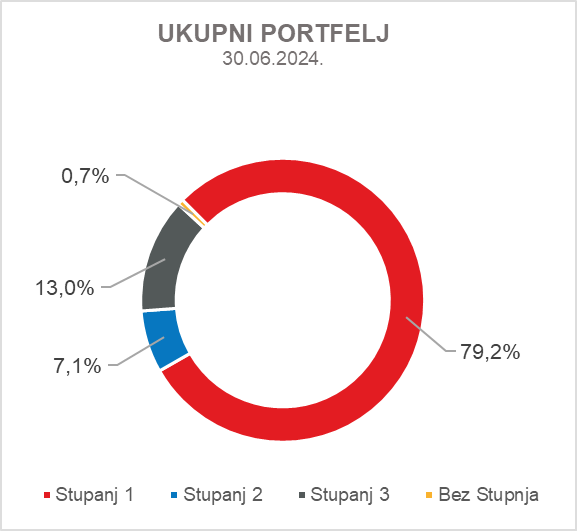 UKUPNI PORTFELJ
30.06.2024.
0,7%
13,0%
7,1%
79,2%
Stupanj 1 Stupanj 2 Stupanj 3 Bez Stupnja